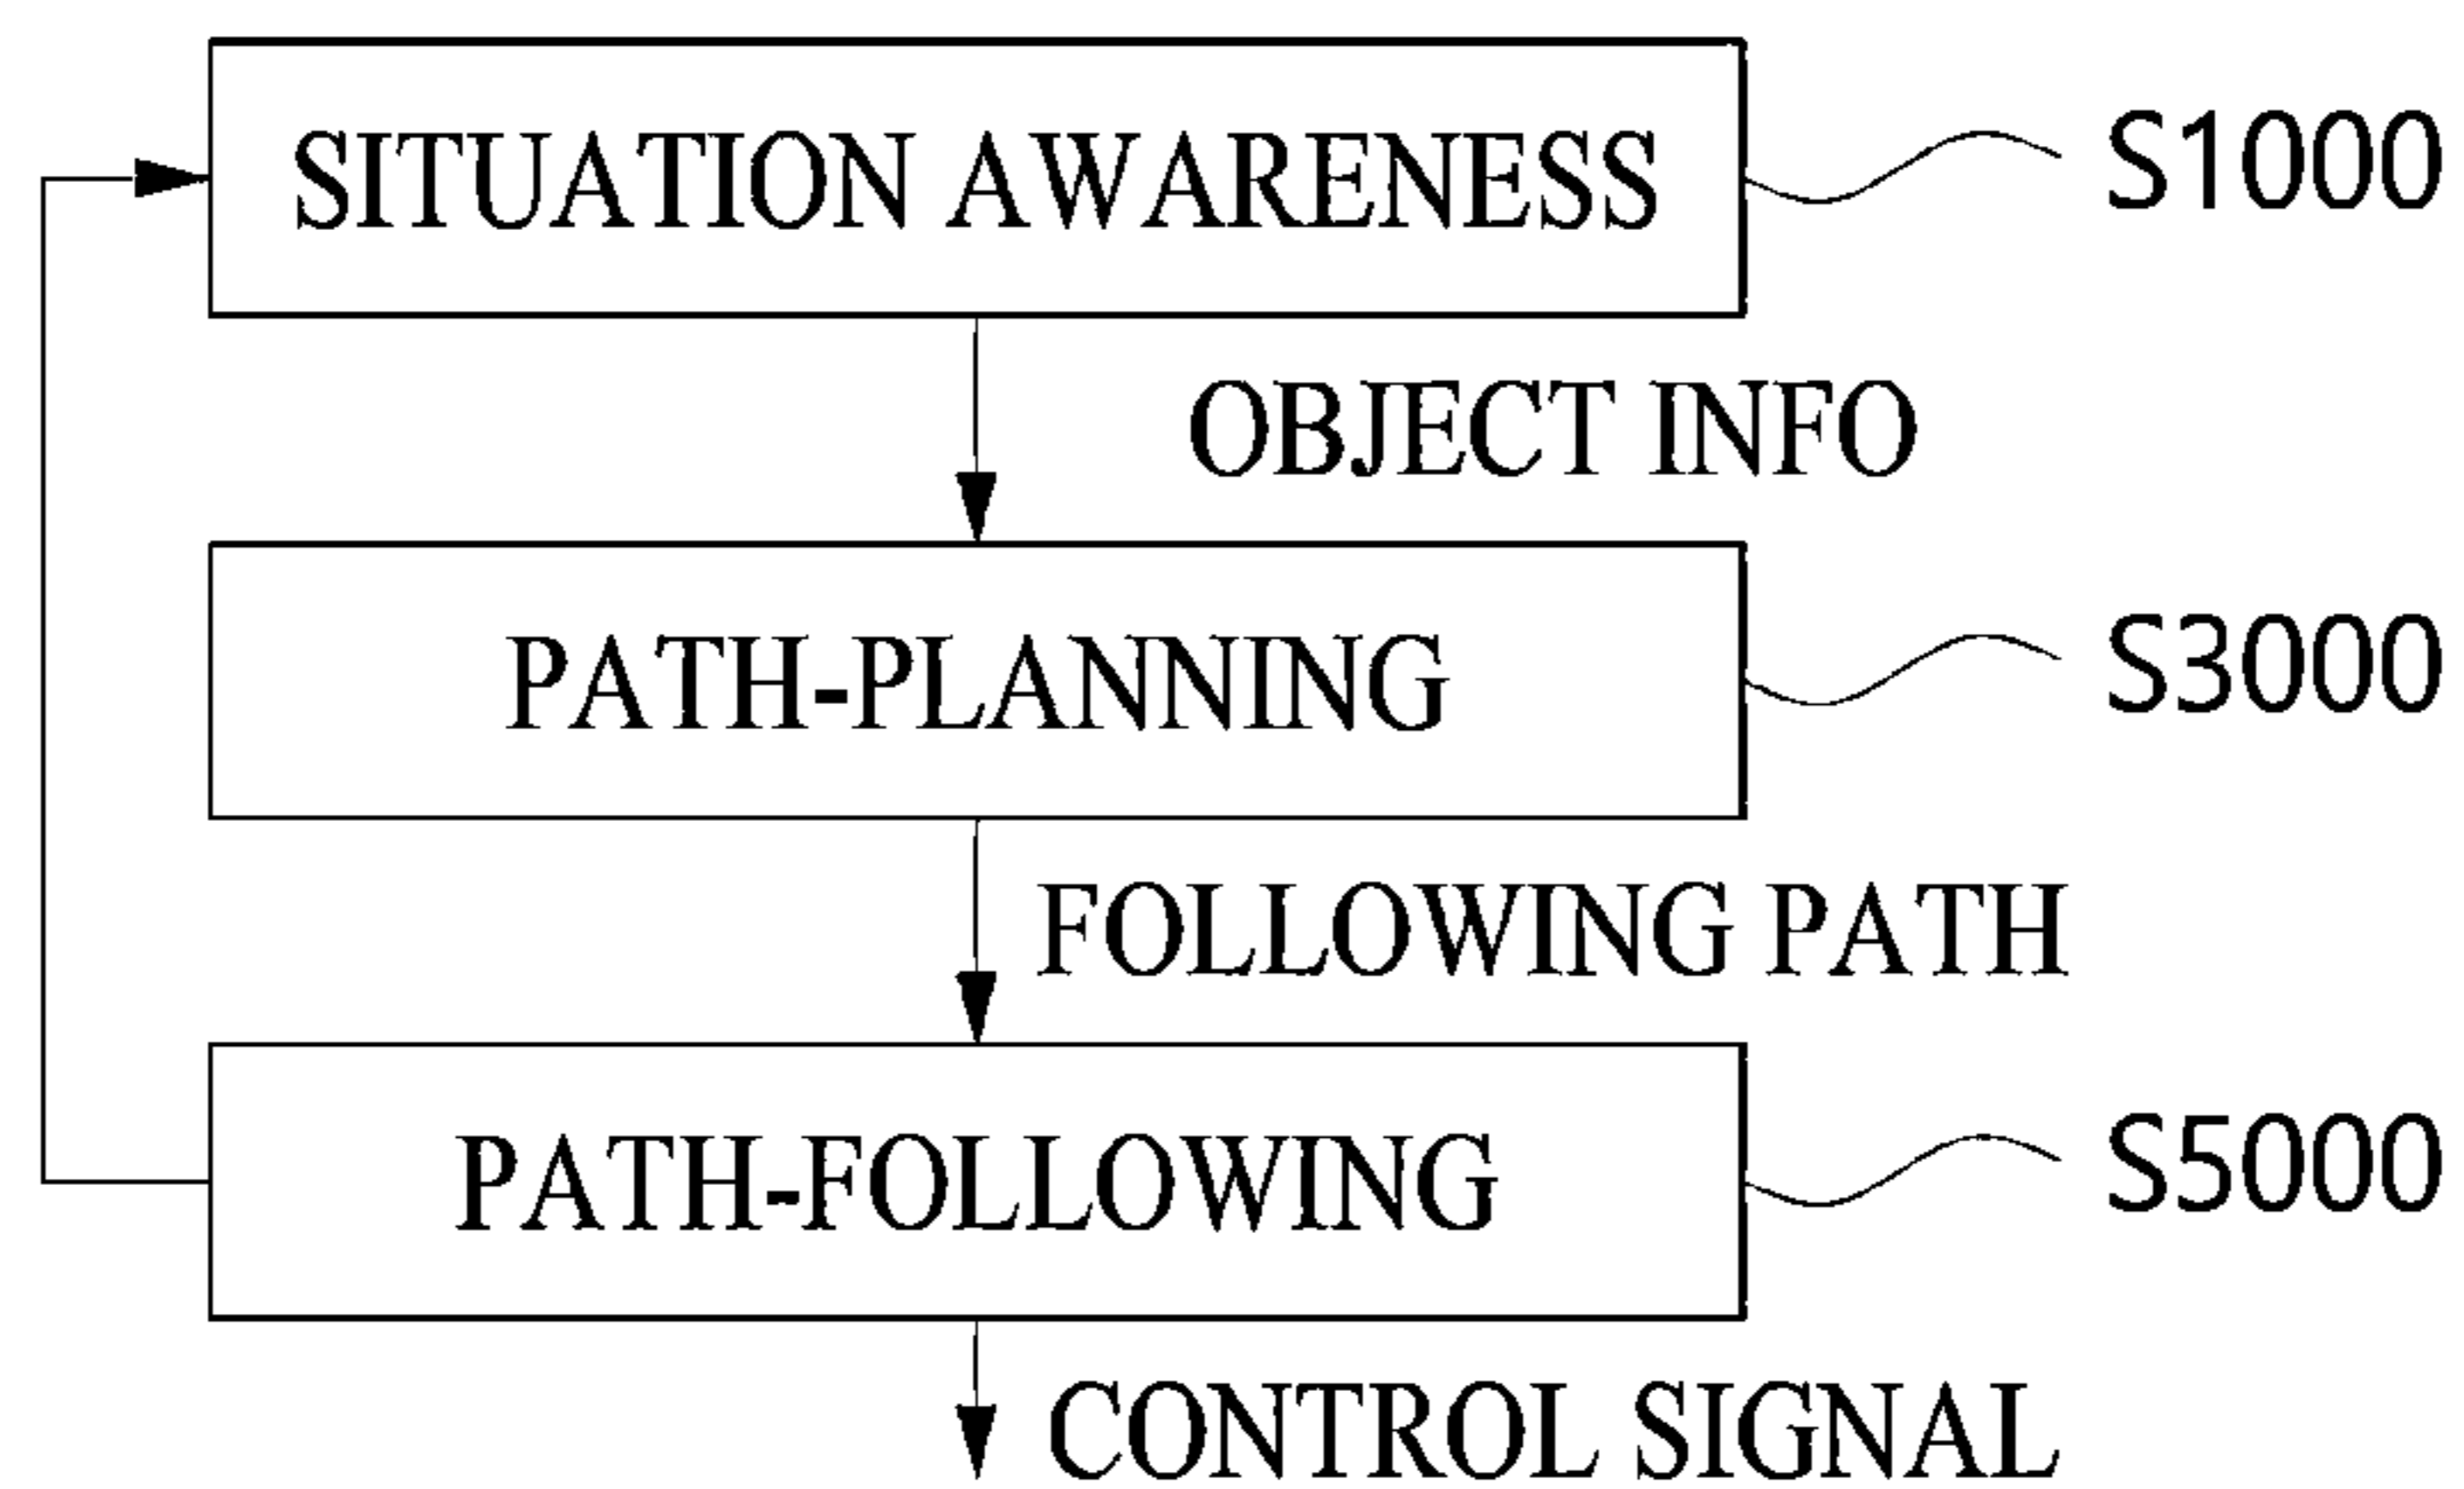 SITUATION AWARENESS
S1000
OBJECT INFO
PATH-PLANNING
S3000
FOLLOWING PATH
PATH-FOLLOWING
S5000
CONTROL SIGNAL